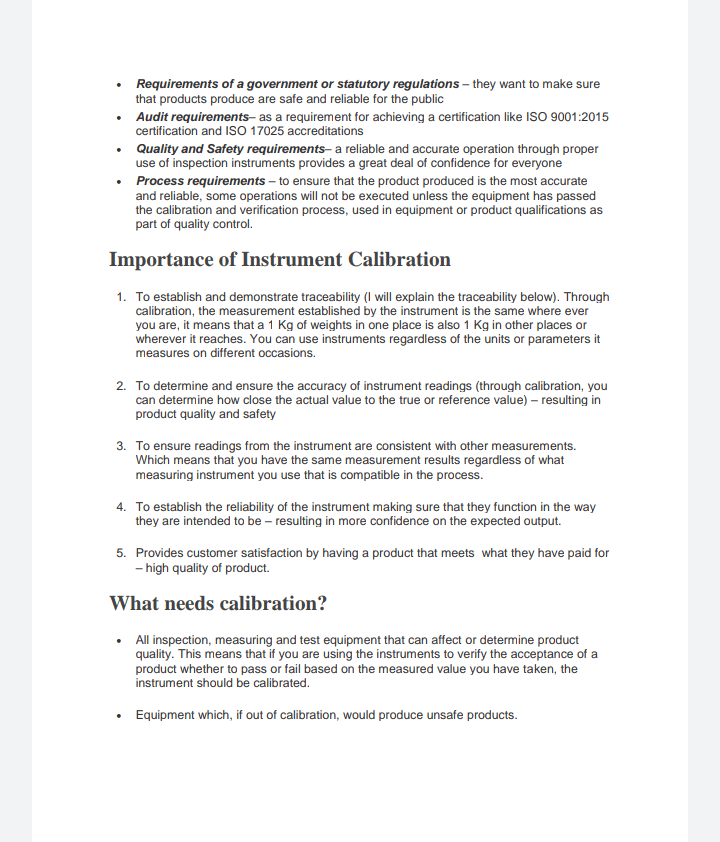 • Requirements of a government or statutory regulations – they want to make sure
that products produce are safe and reliable for the public
• Audit requirements– as a requirement for achieving a certification like ISO 9001:2015
certification and ISO 17025 accreditations
• Quality and Safety requirements– a reliable and accurate operation through proper
use of inspection instruments provides a great deal of confidence for everyone
• Process requirements – to ensure that the product produced is the most accurate
and reliable, some operations will not be executed unless the equipment has passed
the calibration and verification process, used in equipment or product qualifications as
part of quality control.
Importance of Instrument Calibration
1. To establish and demonstrate traceability (I will explain the traceability below). Through
calibration, the measurement established by the instrument is the same where ever
you are, it means that a 1 Kg of weights in one place is also 1 Kg in other places or
wherever it reaches. You can use instruments regardless of the units or parameters it
measures on different occasions.
2. To determine and ensure the accuracy of instrument readings (through calibration, you
can determine how close the actual value to the true or reference value) – resulting in
product quality and safety
3. To ensure readings from the instrument are consistent with other measurements.
Which means that you have the same measurement results regardless of what
measuring instrument you use that is compatible in the process.
4. To establish the reliability of the instrument making sure that they function in the way
they are intended to be – resulting in more confidence on the expected output.
5. Provides customer satisfaction by having a product that meets  what they have paid for
– high quality of product.
What needs calibration?
• All inspection, measuring and test equipment that can affect or determine product
quality. This means that if you are using the instruments to verify the acceptance of a
product whether to pass or fail based on the measured value you have taken, the
instrument should be calibrated.
• Equipment which, if out of calibration, would produce unsafe products.